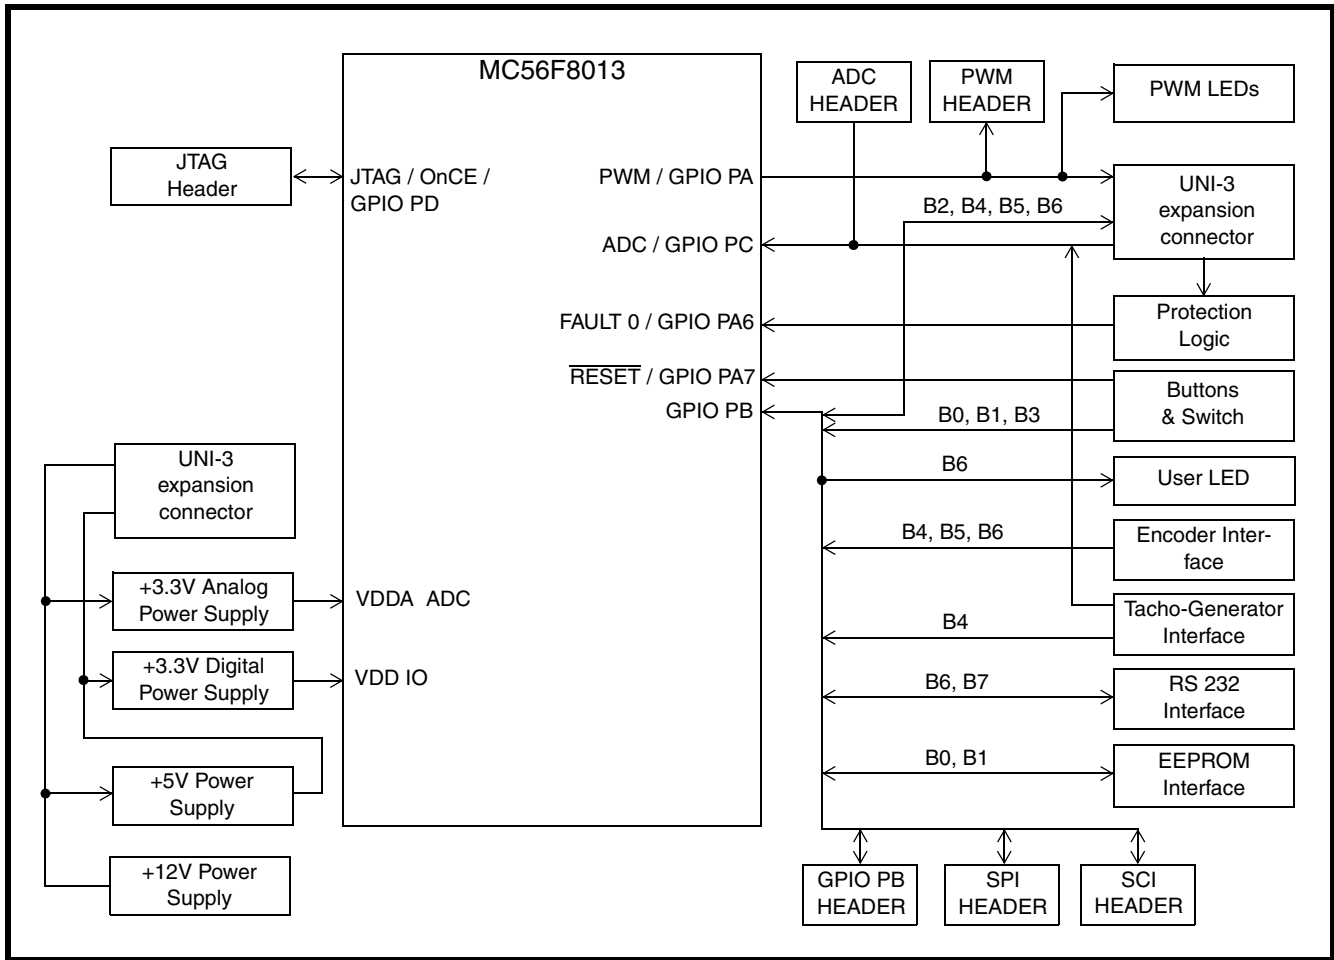 MC56F8013
ADC
HEADER
PWM
HEADER
PWM LEDs
JTAG
Header
JTAG / OnCE /
GPIO PD
PWM / GPIO PA
UNI-3
expansion
connector
B2, B4, B5, B6
ADC / GPIO PC
FAULT 0 / GPIO PA6
Protection
Logic
RESET / GPIO PA7
GPIO PB
Buttons
& Switch
B0, B1, B3
B6
User LED
UNI-3
expansion
connector
B4, B5, B6
Encoder Inter-
face
+3.3V Analog
Power Supply
VDDA ADC
B4
Tacho-Generator
Interface
+3.3V Digital
Power Supply
VDD IO
B6, B7
RS 232
Interface
+5V Power
Supply
B0, B1
EEPROM
Interface
+12V Power
Supply
GPIO PB
HEADER
SPI
HEADER
SCI
HEADER